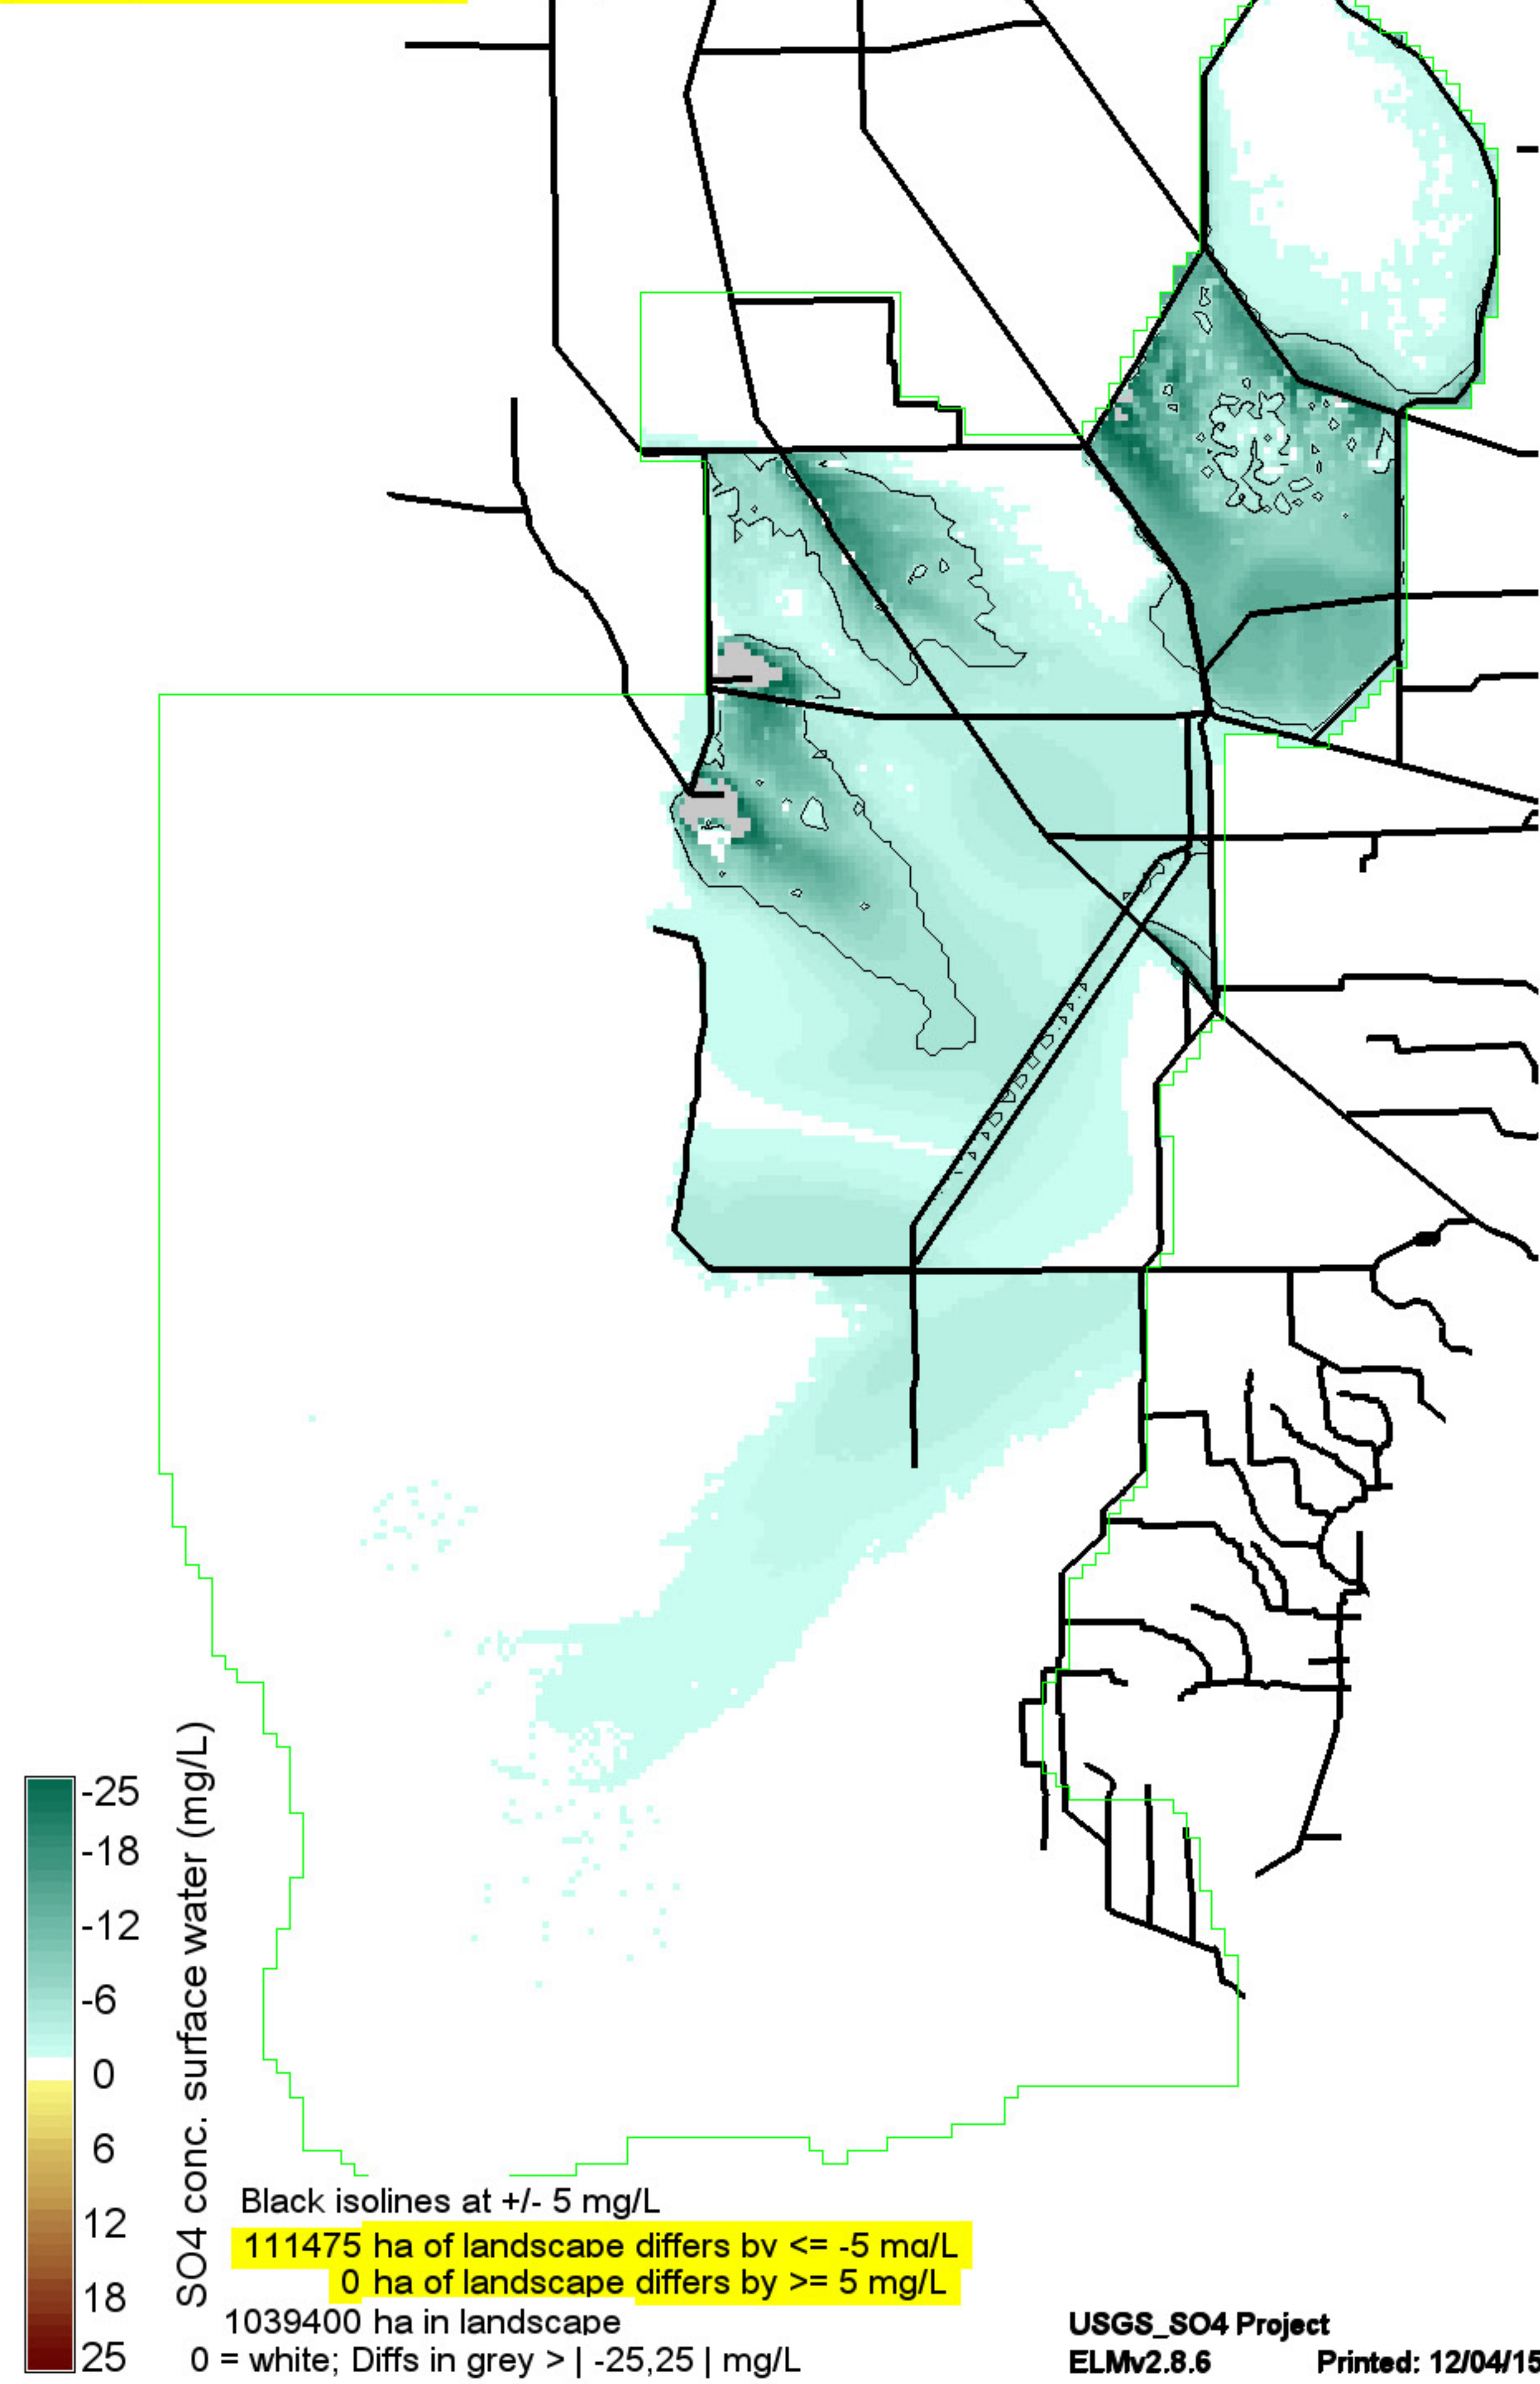 -25
-18
-12
-6
0
6
12
18
25
SO4 conc. surface water (mg/L)
Black isolines at +/- 5 mg/L
111475 ha of landscape differs by <= -5 mg/L
0 ha of landscape differs by >= 5 mg/L
1039400 ha in landscape
0 = white; Diffs in grey > | -25,25 | mg/L
USGS_SO4 Project
ELMv2.8.6 Printed: 12/04/15